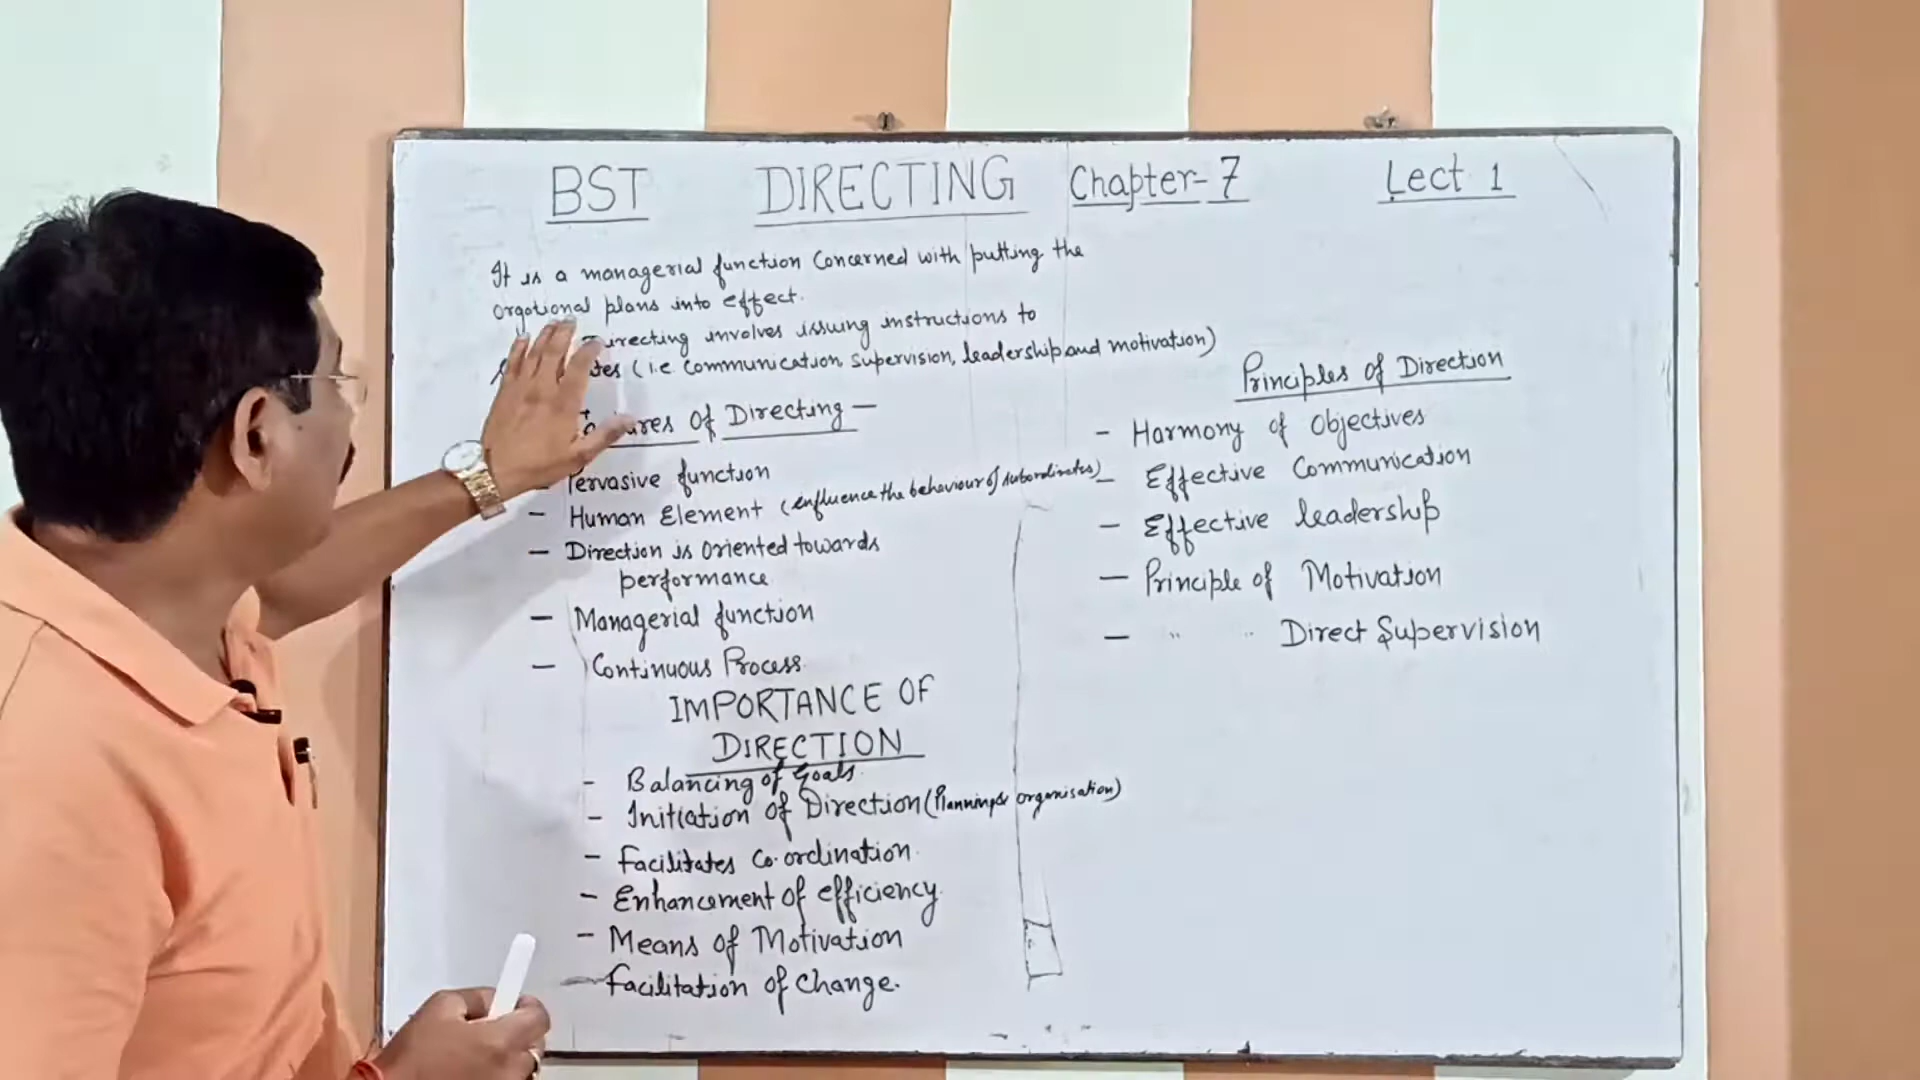 BST DIRECTING Chapter-7 Lect 1
It is a managerial function Concerned with putting the
orgational plans into effect.
Directing involves issuing instructions to
(i.e communication, supervision, leadership and motivation)
Of Directing —
Pervasive function
— Human Element (enfluence the behaviour of subordinates)
— Direction is oriented towards
performance
— Managerial function
— Continuous Process
IMPORTANCE OF
DIRECTION
- Balancing of Goals
- Initiation of Direction (Planning & organisation)
- Facilitates Co-ordination
- Enhancement of efficiency
- Means of Motivation
- Facilitation of Change.
Principles of Direction
- Harmony of Objectives
- Effective Communication
- Effective leadership
- Principle of Motivation
- " " Direct Supervision